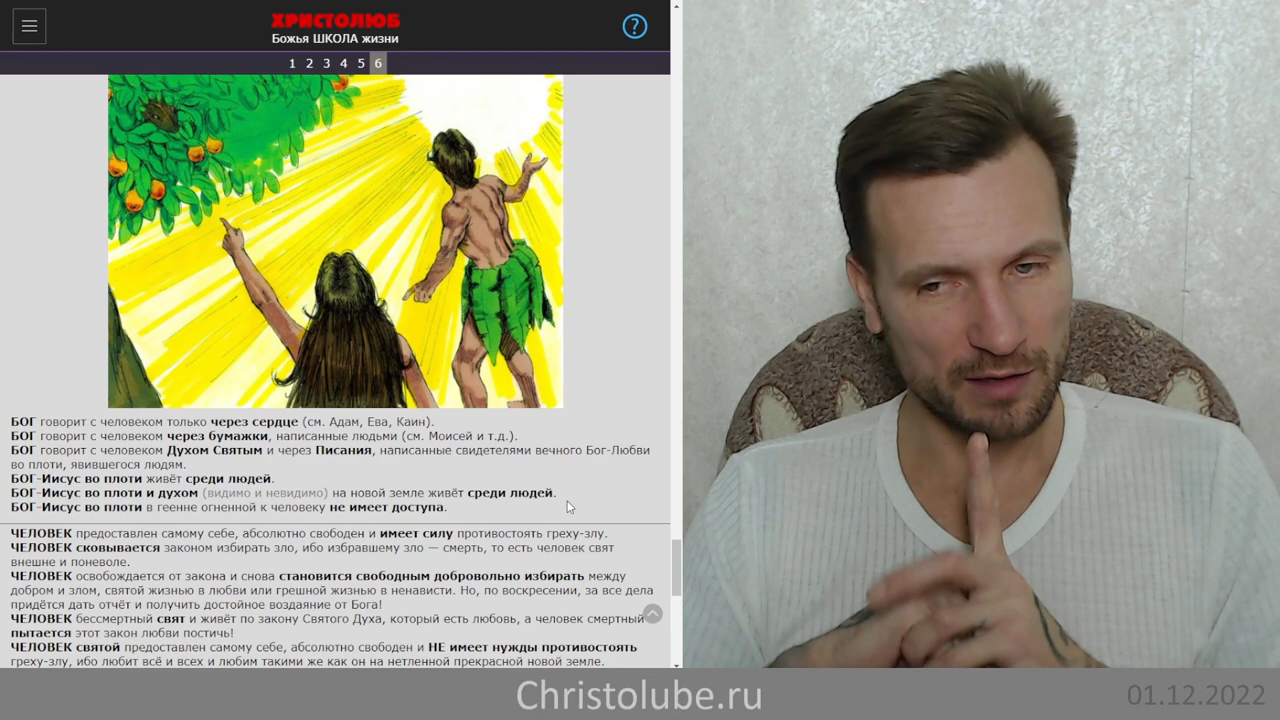 ХРИСТОЛЮБ
Божья ШКОЛА жизни
?
1 2 3 4 5 6
БОГ говорит с человеком только через сердце (см. Адам, Ева, Каин).
БОГ говорит с человеком через бумажки, написанные людьми (см. Моисей и т.д.).
БОГ говорит с человеком Духом Святым и через Писания, написанные свидетелями вечного Бог-Любви
во плоти, явившегося людям.
БОГ-Иисус во плоти живёт среди людей.
БОГ-Иисус во плоти и духом (видимо и невидимо) на новой земле живёт среди людей.
БОГ-Иисус во плоти в геенне огненной к человеку не имеет доступа.
ЧЕЛОВЕК предоставлен самому себе, абсолютно свободен и имеет силу противостоять греху-злу.
ЧЕЛОВЕК сковывается законом избирать зло, ибо избравшему зло — смерть, то есть человек свят
внешне и поневоле.
ЧЕЛОВЕК освобождается от закона и снова становится свободным добровольно избирать между
добром и злом, святой жизнью в любви или грешной жизнью в ненависти. Но, по воскресении, за все дела
придётся дать отчёт и получить достойное воздаяние от Бога!
ЧЕЛОВЕК бессмертный свят и живёт по закону Святого Духа, который есть любовь, а человек смертный
пытается этот закон любви постичь!
ЧЕЛОВЕК святой предоставлен самому себе, абсолютно свободен и НЕ имеет нужды противостоять
греху-злу, ибо любит всё и всех и любим такими же как он на нетленной прекрасной новой земле.
Christolube.ru
01.12.2022